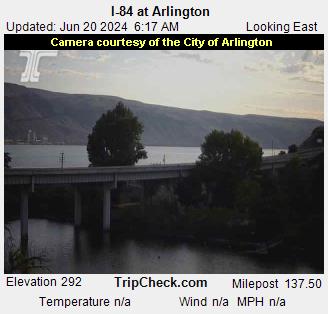 I-84 at Arlington
Updated: Jun 20 2024 6:17 AM Looking East
Camera courtesy of the City of Arlington
Elevation 292 TripCheck.com Milepost 137.50
Temperature n/a Wind n/a MPH n/a